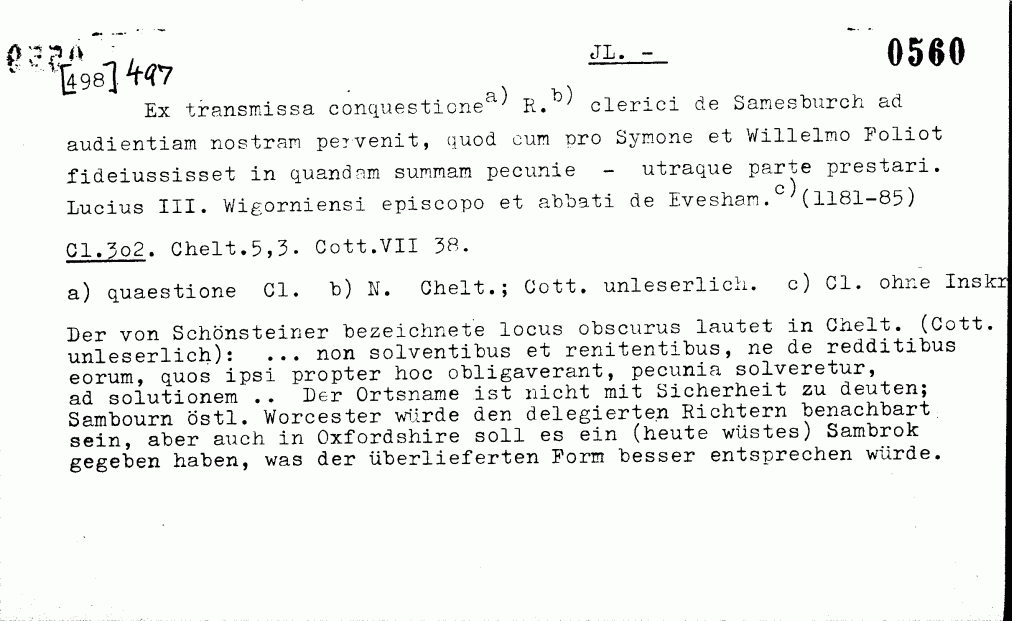 JL. -
0560
[498] 497
Ex transmissa conquestione a) R. b) clerici de Samesburch ad
audientiam nostram pervenit, quod cum pro Symone et Willelmo Foliot
fideiussisset in quandam summam pecunie - utraque parte prestari.
Lucius III. Wigorniensi episcopo et abbati de Evesham. c) (1181-85)
Cl.3o2. Chelt.5,3. Cott.VII 38.
a) quaestione Cl. b) N. Chelt.; Cott. unleserlich. c) Cl. ohne Inskr
Der von Schönsteiner bezeichnete locus obscurus lautet in Chelt. (Cott.
unleserlich): ... non solventibus et renitentibus, ne de redditibus
eorum, quos ipsi propter hoc obligaverant, pecunia solveretur,
ad solutionem .. Der Ortsname ist nicht mit Sicherheit zu deuten;
Sambourn östl. Worcester würde den delegierten Richtern benachbart
sein, aber auch in Oxfordshire soll es ein (heute wüstes) Sambrok
gegeben haben, was der überlieferten Form besser entsprechen würde.